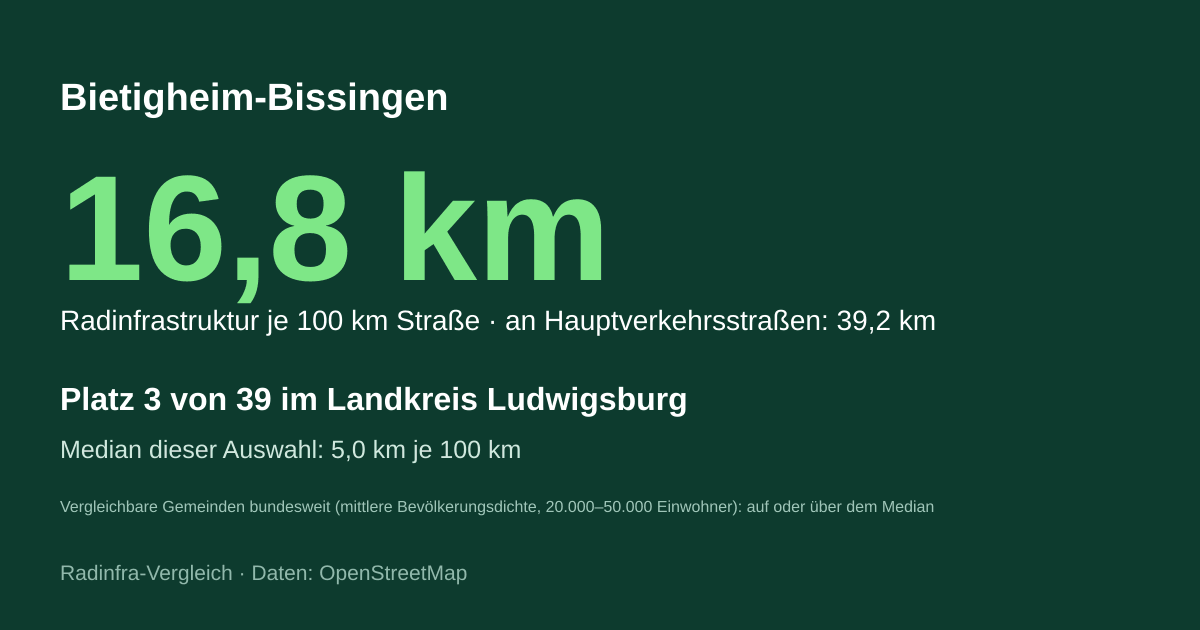 Bietigheim-Bissingen
16,8 km
Radinfrastruktur je 100 km Straße · an Hauptverkehrsstraßen: 39,2 km
Platz 3 von 39 im Landkreis Ludwigsburg
Median dieser Auswahl: 5,0 km je 100 km
Vergleichbare Gemeinden bundesweit (mittlere Bevölkerungsdichte, 20.000–50.000 Einwohner): auf oder über dem Median
Radinfra-Vergleich · Daten: OpenStreetMap